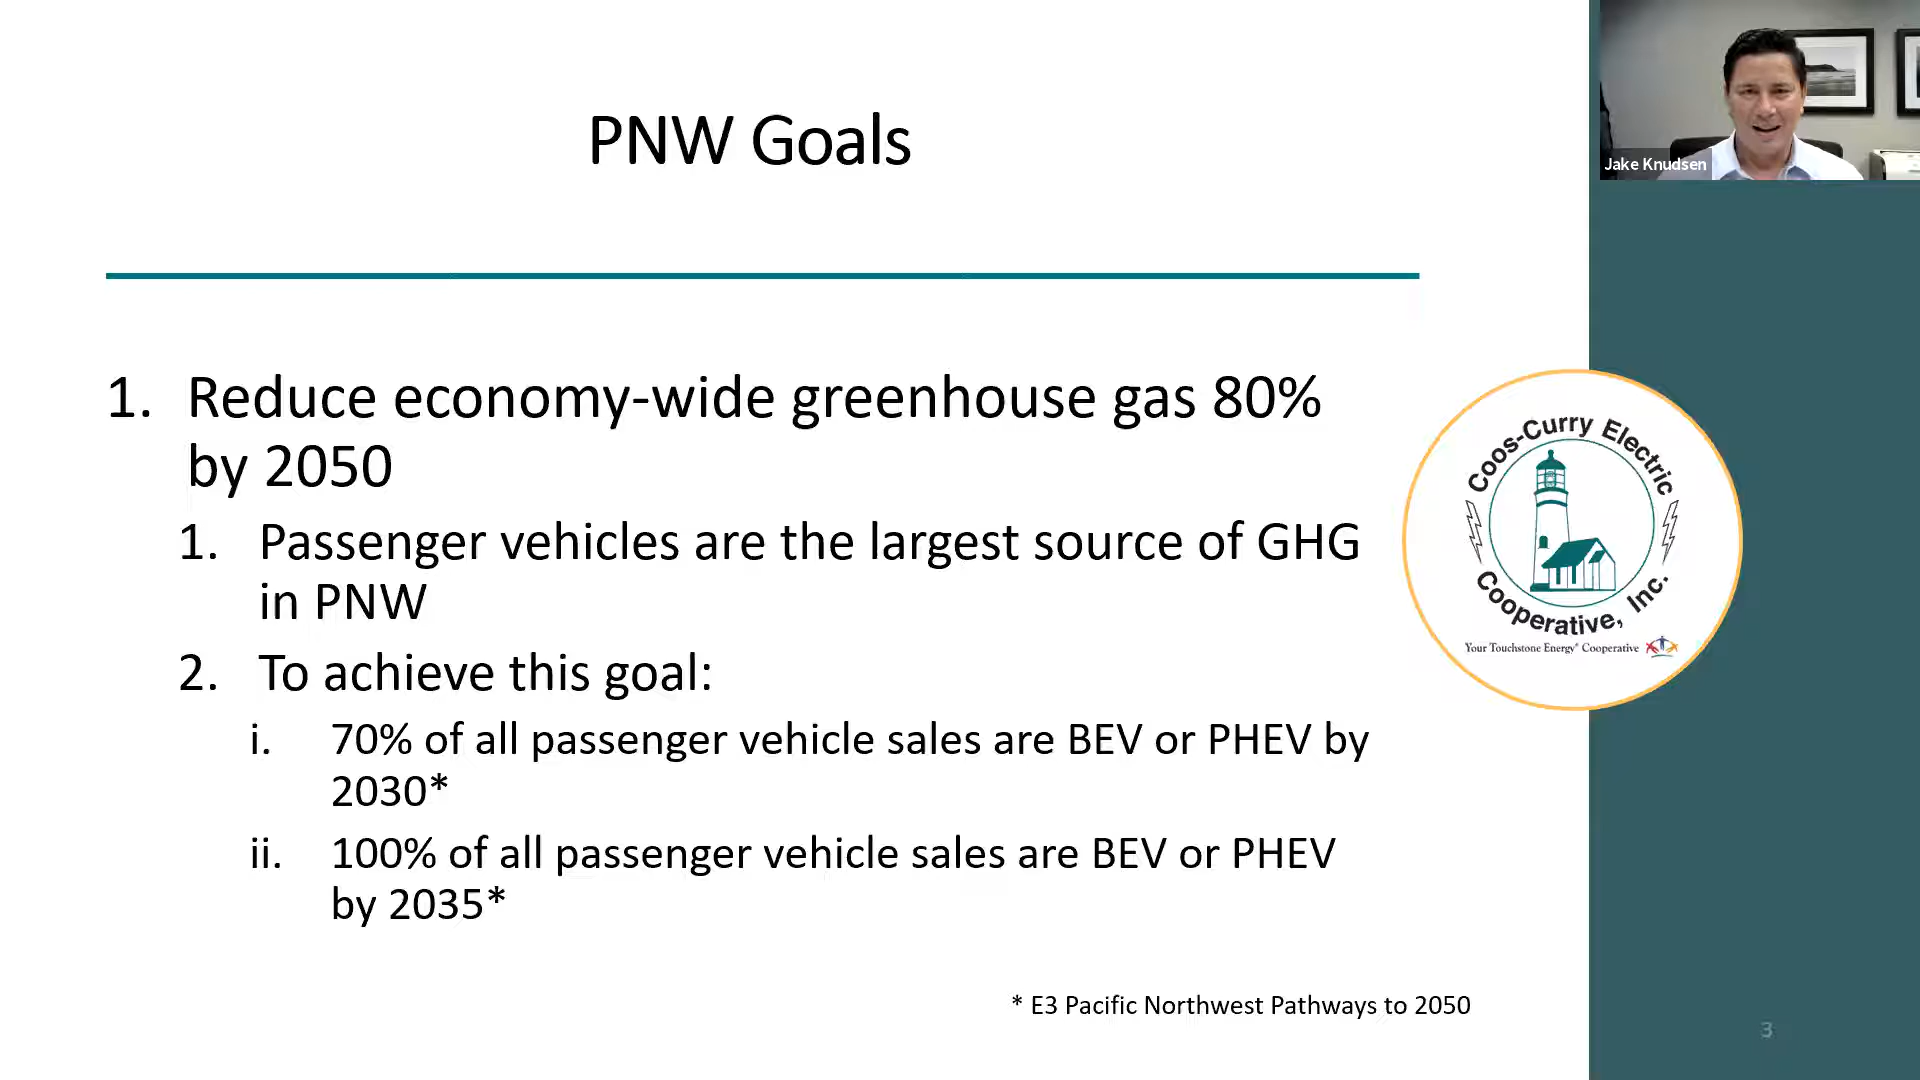 PNW Goals
Jake Knudsen
1. Reduce economy-wide greenhouse gas 80%
by 2050
1. Passenger vehicles are the largest source of GHG
in PNW
2. To achieve this goal:
i. 70% of all passenger vehicle sales are BEV or PHEV by
2030*
ii. 100% of all passenger vehicle sales are BEV or PHEV
by 2035*
Coos-Curry Electric
Cooperative, Inc.
Your Touchstone Energy® Cooperative
* E3 Pacific Northwest Pathways to 2050
3